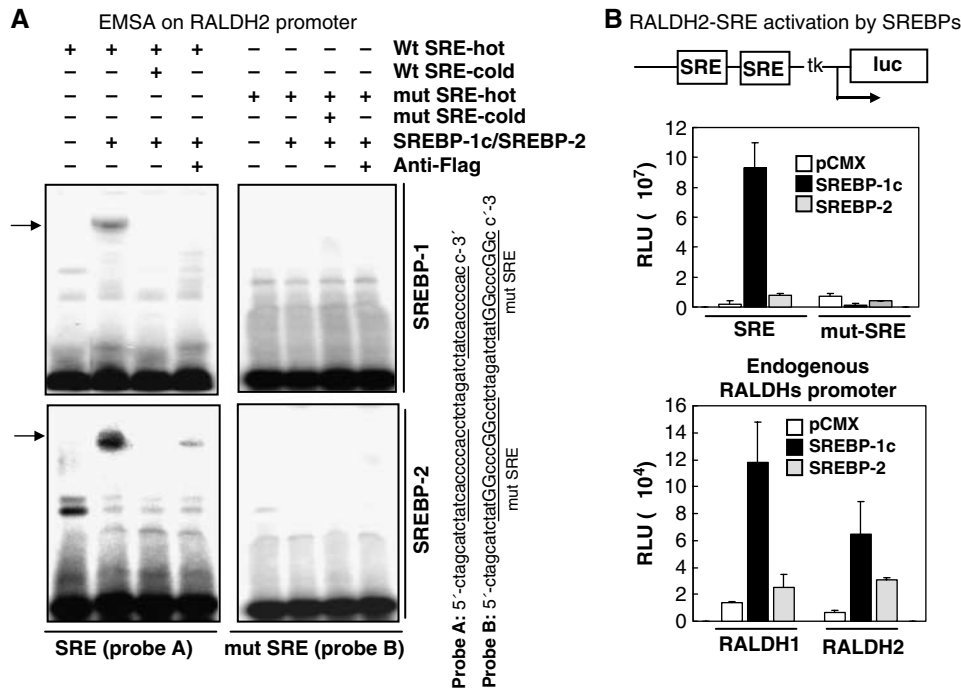 A
EMSA on RALDH2 promoter
+ + + + – – – – Wt SRE-hot
– – + – – – – – Wt SRE-cold
– – – – + + + + mut SRE-hot
– – – – – – + – mut SRE-cold
– + + + – + + + SREBP-1c/SREBP-2
– – – + – – – + Anti-Flag
SREBP-1
SREBP-2
SRE (probe A)
mut SRE (probe B)
Probe A: 5´-ctagcatctatcaccccacctctagatctatcaccccacc-3´
Probe B: 5´-ctagcatctatGGcccGGcctctagatctatGGcccGGcc´-3
mut SRE
mut SRE
B
RALDH2-SRE activation by SREBPs
SRE SRE tk luc
pCMX
SREBP-1c
SREBP-2
RLU ( 10⁷)
12
10
8
6
4
2
0
SRE
mut-SRE
Endogenous
RALDHs promoter
pCMX
SREBP-1c
SREBP-2
RLU ( 10⁴)
16
14
12
10
8
6
4
2
0
RALDH1
RALDH2